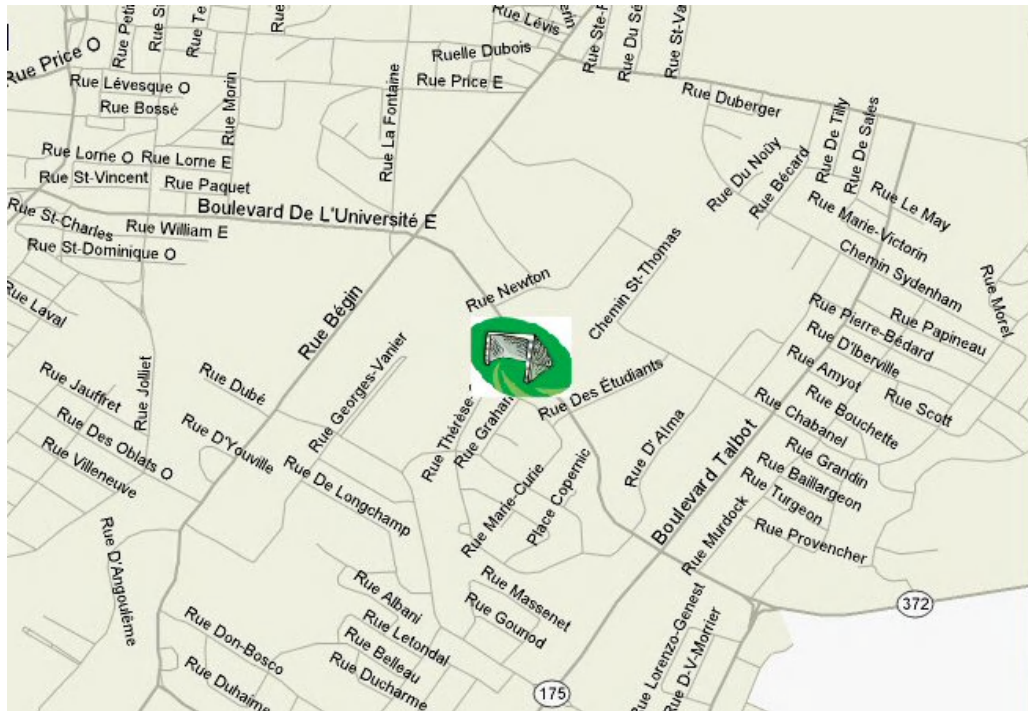 Rue Lévis
Rue Price O
Ruelle Dubois
Rue Price E
Rue Lévesque O
Rue Bossé
Rue Morin
Rue La Fontaine
Rue Duberger
Rue De Tilly
Rue De Sales
Rue Lorne O
Rue Lorne E
Rue St-Vincent
Rue Paquet
Rue Du Noûy
Rue Bécard
Rue Le May
Boulevard De L'Université E
Rue St-Charles
Rue William E
Rue St-Dominique O
Rue Marie-Victorin
Chemin Sydenham
Chemin St-Thomas
Rue Newton
Rue Morel
Rue Laval
Rue Bégin
Rue Papineau
Rue Pierre-Bédard
Rue D'Iberville
Rue Georges-Vanier
Rue Amyot
Rue Scott
Rue Jolliet
Rue Dubé
Rue Jauffret
Rue Des Étudiants
Rue Bouchette
Rue Chabanel
Rue Des Oblats O
Rue D'Youville
Rue Thérèse-
Rue Graham
Rue D'Alma
Boulevard Talbot
Rue Grandin
Rue Villeneuve
Rue De Longchamp
Rue Marie-Curie
Place Copernic
Rue Baillargeon
Rue Turgeon
Rue Murdock
Rue Provencher
Rue D'Angoulême
Rue Albani
Rue Massenet
Rue Gounod
372
Rue Letondal
Rue Don-Bosco
Rue Belleau
Rue Ducharme
Rue Duhaime
175
Rue Lorenzo-Genest
Rue D-V-Morrier